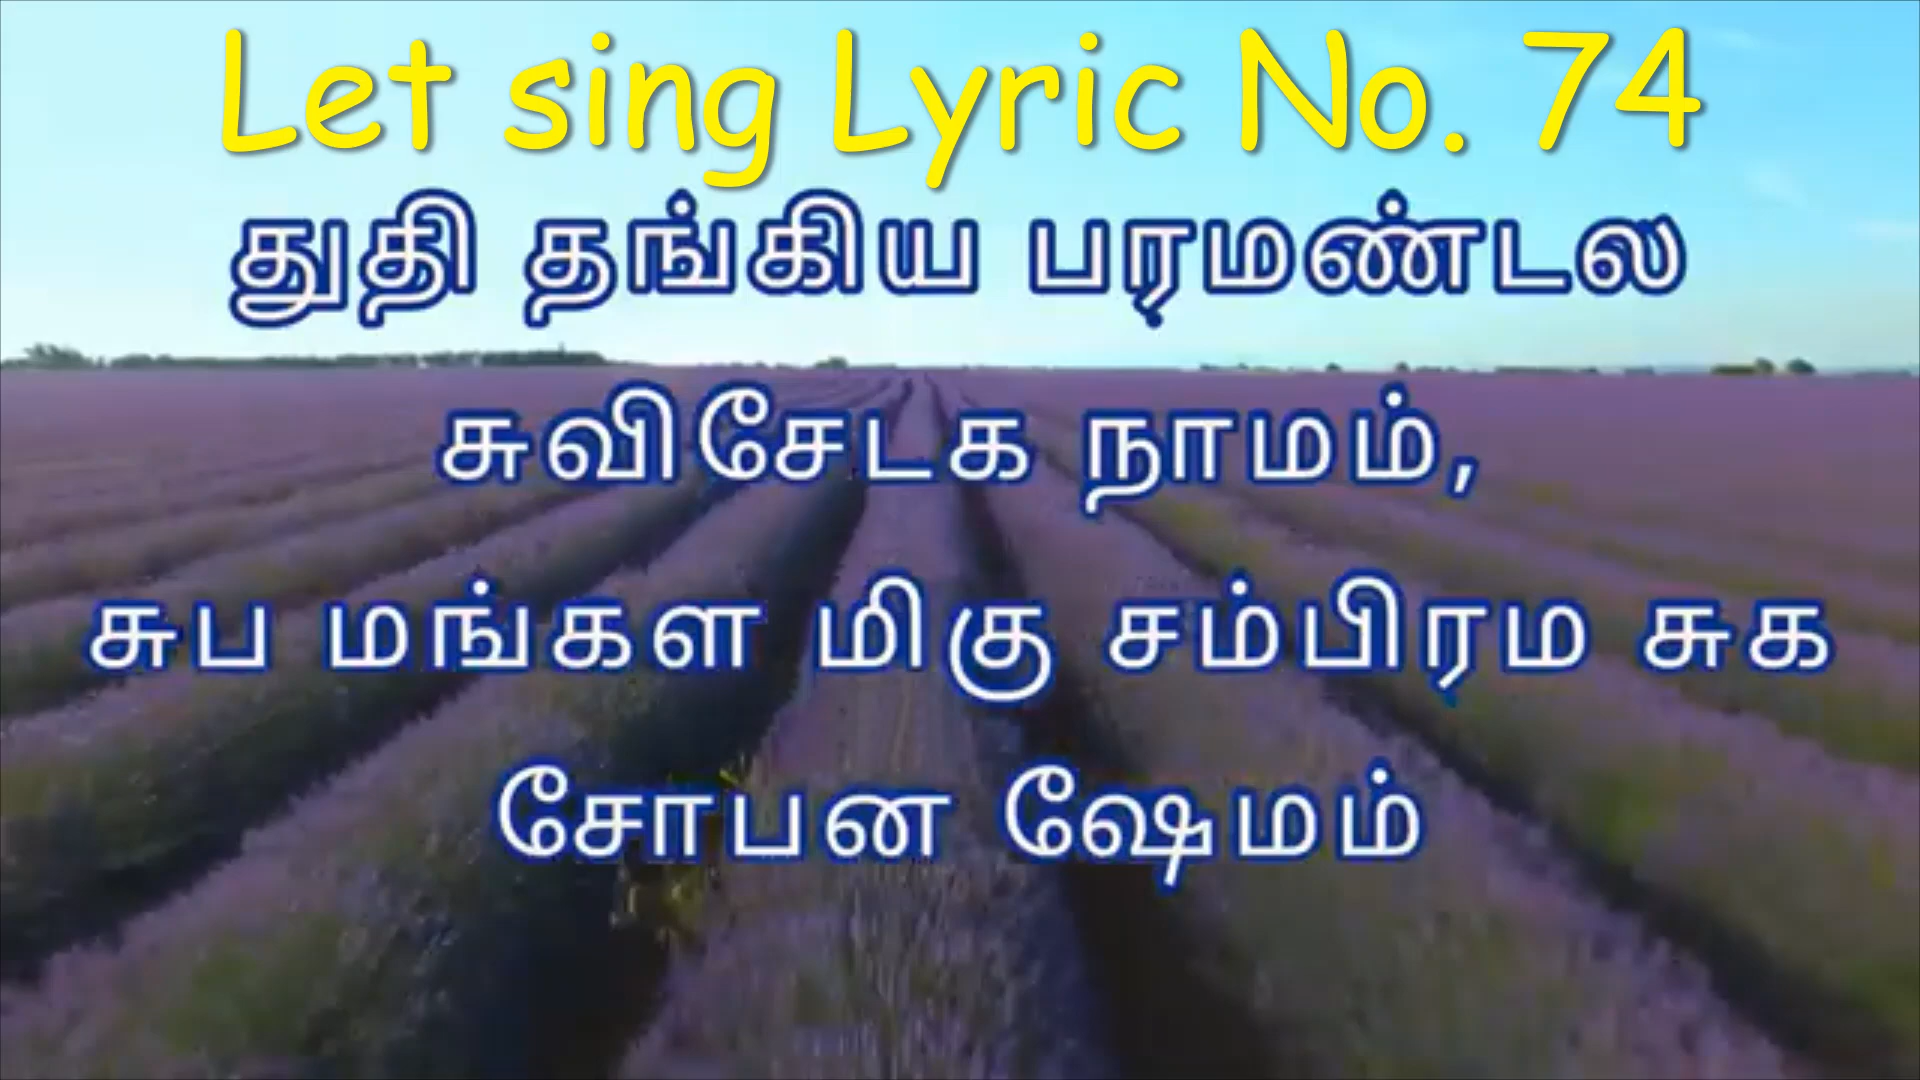 Let sing Lyric No. 74
துதி தங்கிய பரமண்டல
சுவிசேடக நாமம்,
சுப மங்கள மிகு சம்பிரம சுக
சோபன ஷேமம்